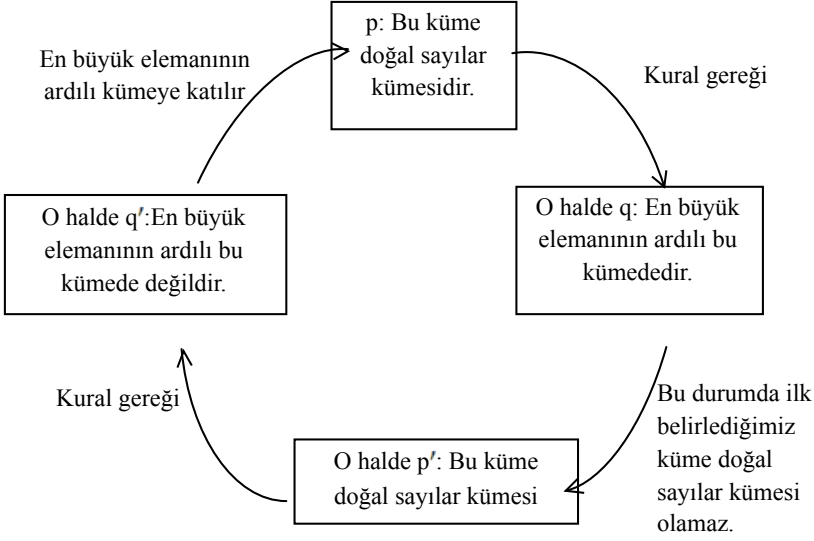 p: Bu küme
doğal sayılar
kümesidir.
Kural gereği
O halde q: En büyük
elemanının ardılı bu
kümededir.
Bu durumda ilk
belirlediğimiz
küme doğal
sayılar kümesi
olamaz.
O halde p′: Bu küme
doğal sayılar kümesi
Kural gereği
O halde q′:En büyük
elemanının ardılı bu
kümede değildir.
En büyük elemanının
ardılı kümeye katılır